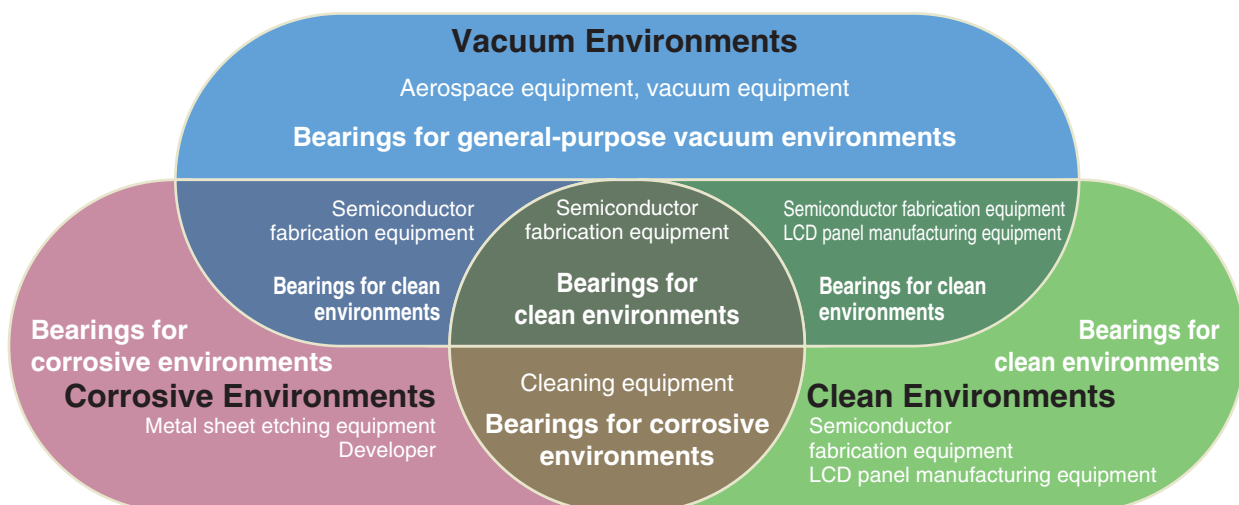 Vacuum Environments
Aerospace equipment, vacuum equipment
Bearings for general-purpose vacuum environments
Semiconductor
fabrication equipment
Bearings for clean
environments
Semiconductor
fabrication equipment
Bearings for
clean environments
Semiconductor fabrication equipment
LCD panel manufacturing equipment
Bearings for clean
environments
Bearings for
corrosive environments
Corrosive Environments
Metal sheet etching equipment
Developer
Cleaning equipment
Bearings for corrosive
environments
Bearings for
clean environments
Clean Environments
Semiconductor
fabrication equipment
LCD panel manufacturing equipment